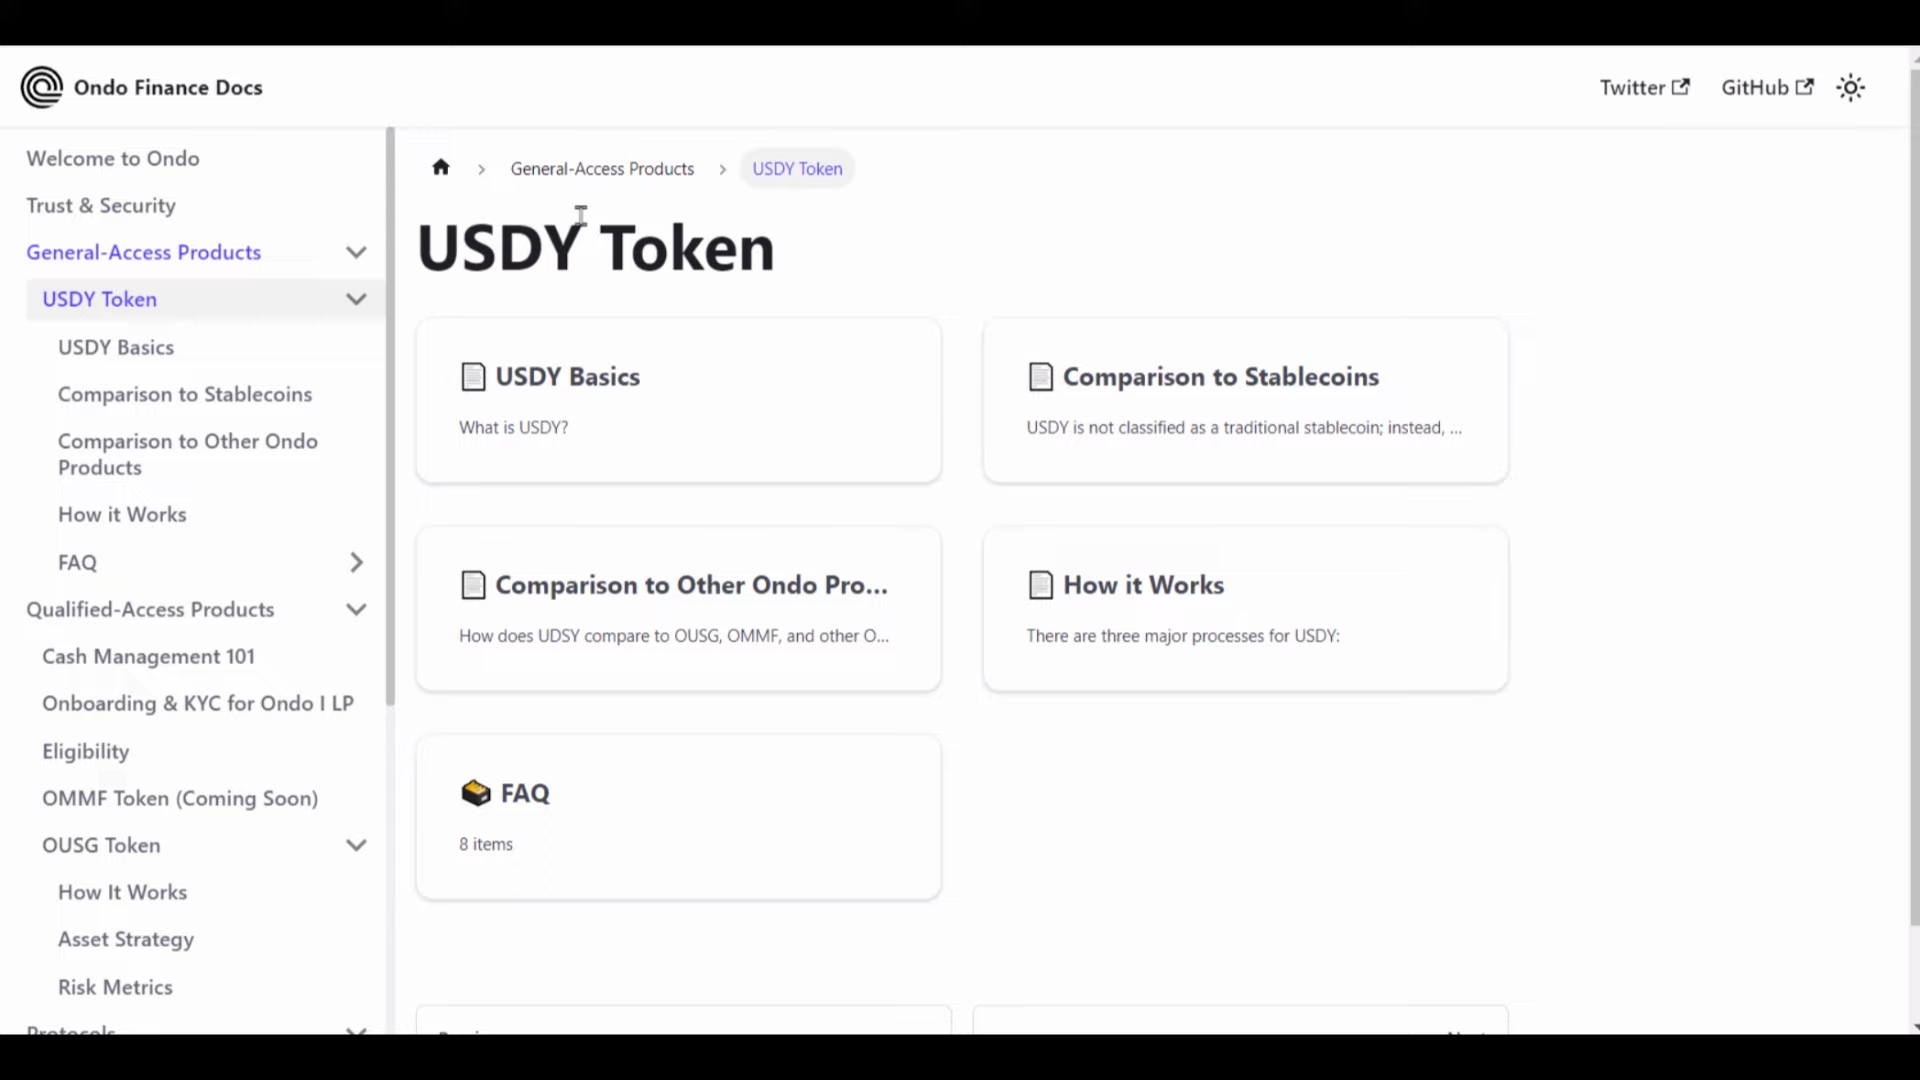 Ondo Finance Docs
Twitter
GitHub
Welcome to Ondo
Trust & Security
General-Access Products
USDY Token
USDY Basics
Comparison to Stablecoins
Comparison to Other Ondo
Products
How it Works
FAQ
Qualified-Access Products
Cash Management 101
Onboarding & KYC for Ondo I LP
Eligibility
OMMF Token (Coming Soon)
OUSG Token
How It Works
Asset Strategy
Risk Metrics
Protocols
General-Access Products
USDY Token
USDY Token
USDY Basics
What is USDY?
Comparison to Stablecoins
USDY is not classified as a traditional stablecoin; instead, ...
Comparison to Other Ondo Pro...
How does UDSY compare to OUSG, OMMF, and other O...
How it Works
There are three major processes for USDY:
FAQ
8 items